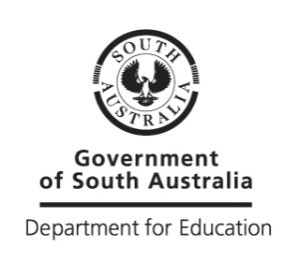 SOUTH
AUSTRALIA
Government
of South Australia
Department for Education